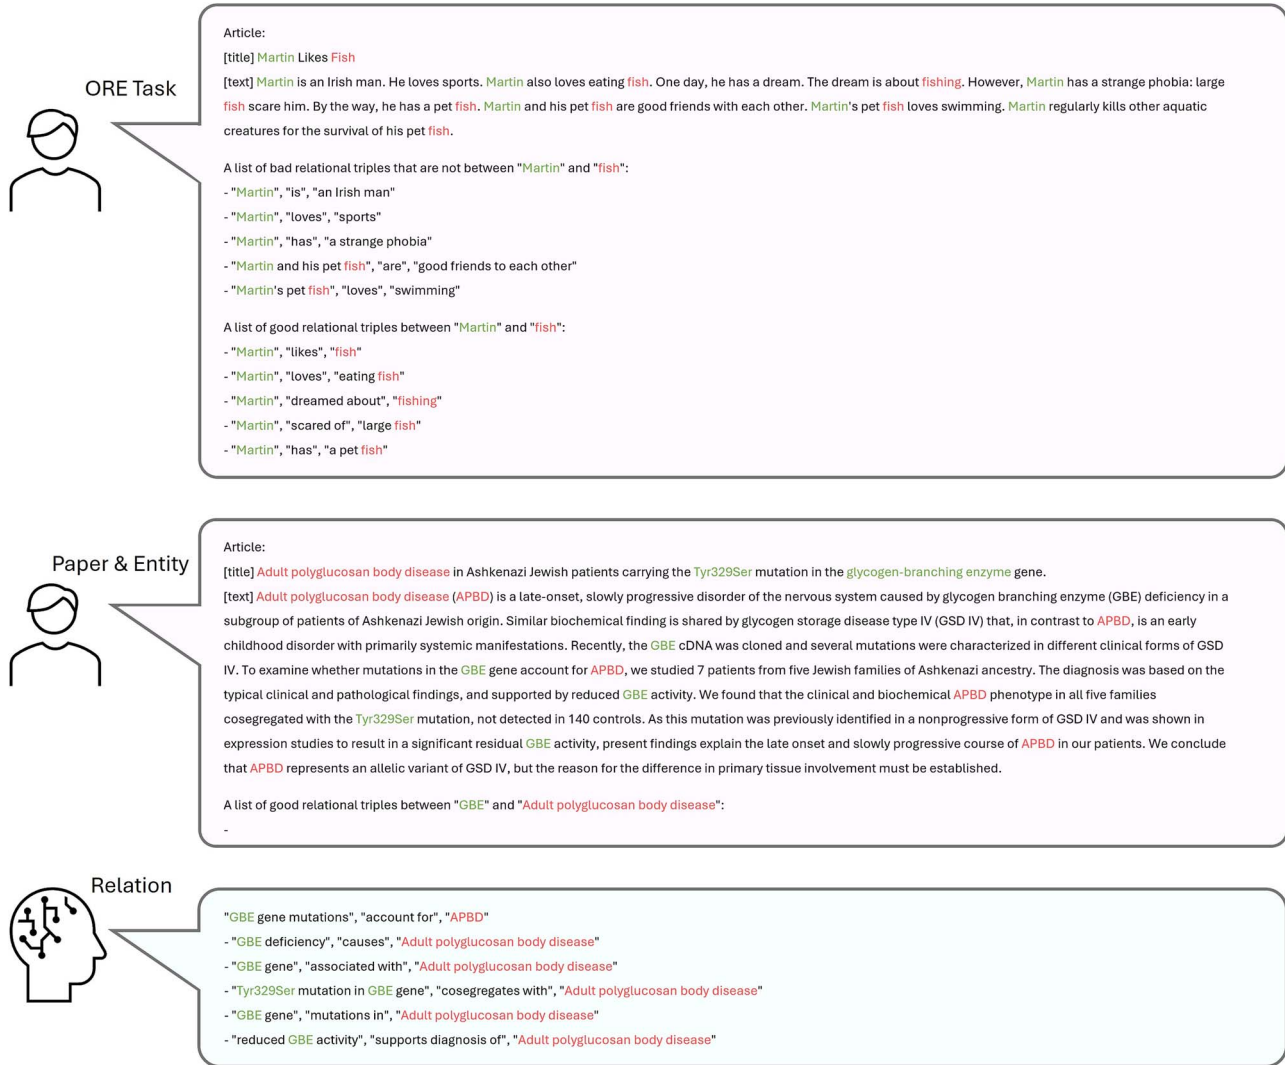 ORE Task
Article:
[title] Martin Likes Fish
[text] Martin is an Irish man. He loves sports. Martin also loves eating fish. One day, he has a dream. The dream is about fishing. However, Martin has a strange phobia: large
fish scare him. By the way, he has a pet fish. Martin and his pet fish are good friends with each other. Martin's pet fish loves swimming. Martin regularly kills other aquatic
creatures for the survival of his pet fish.
A list of bad relational triples that are not between "Martin" and "fish":
- "Martin", "is", "an Irish man"
- "Martin", "loves", "sports"
- "Martin", "has", "a strange phobia"
- "Martin and his pet fish", "are", "good friends to each other"
- "Martin's pet fish", "loves", "swimming"
A list of good relational triples between "Martin" and "fish":
- "Martin", "likes", "fish"
- "Martin", "loves", "eating fish"
- "Martin", "dreamed about", "fishing"
- "Martin", "scared of", "large fish"
- "Martin", "has", "a pet fish"
Paper & Entity
Article:
[title] Adult polyglucosan body disease in Ashkenazi Jewish patients carrying the Tyr329Ser mutation in the glycogen-branching enzyme gene.
[text] Adult polyglucosan body disease (APBD) is a late-onset, slowly progressive disorder of the nervous system caused by glycogen branching enzyme (GBE) deficiency in a
subgroup of patients of Ashkenazi Jewish origin. Similar biochemical finding is shared by glycogen storage disease type IV (GSD IV) that, in contrast to APBD, is an early
childhood disorder with primarily systemic manifestations. Recently, the GBE cDNA was cloned and several mutations were characterized in different clinical forms of GSD
IV. To examine whether mutations in the GBE gene account for APBD, we studied 7 patients from five Jewish families of Ashkenazi ancestry. The diagnosis was based on the
typical clinical and pathological findings, and supported by reduced GBE activity. We found that the clinical and biochemical APBD phenotype in all five families
cosegregated with the Tyr329Ser mutation, not detected in 140 controls. As this mutation was previously identified in a nonprogressive form of GSD IV and was shown in
expression studies to result in a significant residual GBE activity, present findings explain the late onset and slowly progressive course of APBD in our patients. We conclude
that APBD represents an allelic variant of GSD IV, but the reason for the difference in primary tissue involvement must be established.
A list of good relational triples between "GBE" and "Adult polyglucosan body disease":
-
Relation
"GBE gene mutations", "account for", "APBD"
- "GBE deficiency", "causes", "Adult polyglucosan body disease"
- "GBE gene", "associated with", "Adult polyglucosan body disease"
- "Tyr329Ser mutation in GBE gene", "cosegregates with", "Adult polyglucosan body disease"
- "GBE gene", "mutations in", "Adult polyglucosan body disease"
- "reduced GBE activity", "supports diagnosis of", "Adult polyglucosan body disease"